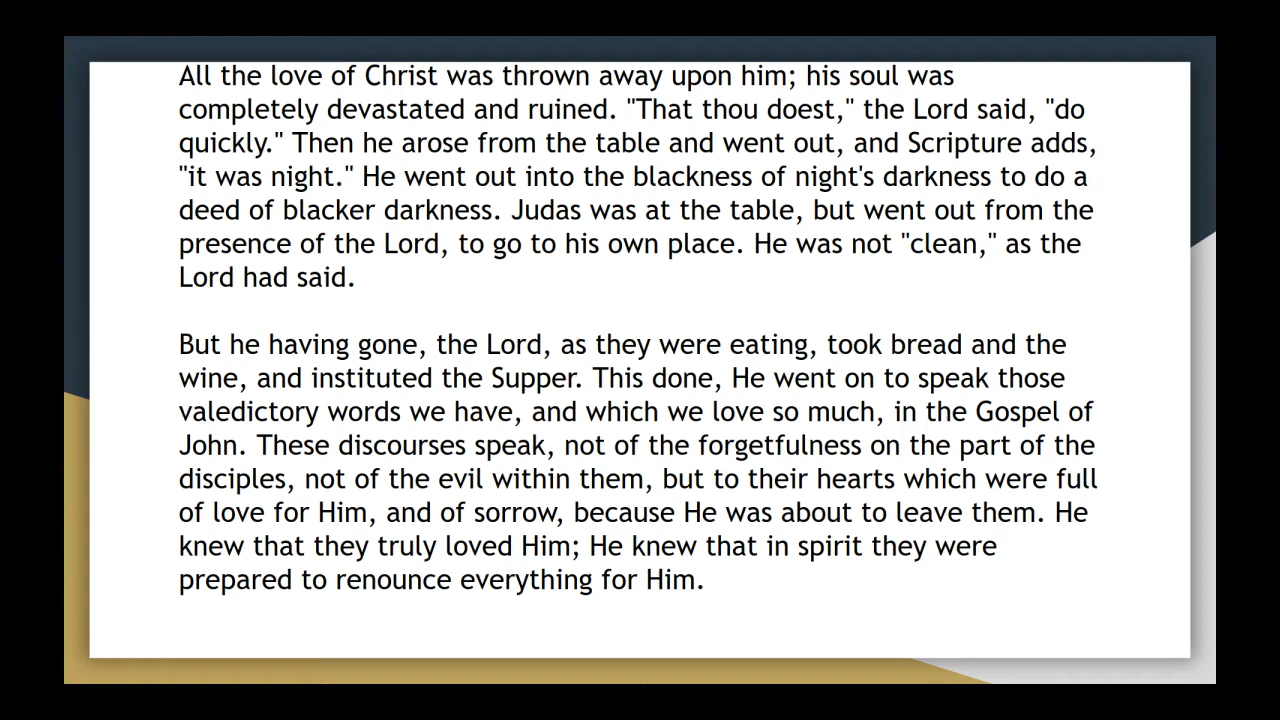 All the love of Christ was thrown away upon him; his soul was
completely devastated and ruined. "That thou doest," the Lord said, "do
quickly." Then he arose from the table and went out, and Scripture adds,
"it was night." He went out into the blackness of night's darkness to do a
deed of blacker darkness. Judas was at the table, but went out from the
presence of the Lord, to go to his own place. He was not "clean," as the
Lord had said.
But he having gone, the Lord, as they were eating, took bread and the
wine, and instituted the Supper. This done, He went on to speak those
valedictory words we have, and which we love so much, in the Gospel of
John. These discourses speak, not of the forgetfulness on the part of the
disciples, not of the evil within them, but to their hearts which were full
of love for Him, and of sorrow, because He was about to leave them. He
knew that they truly loved Him; He knew that in spirit they were
prepared to renounce everything for Him.